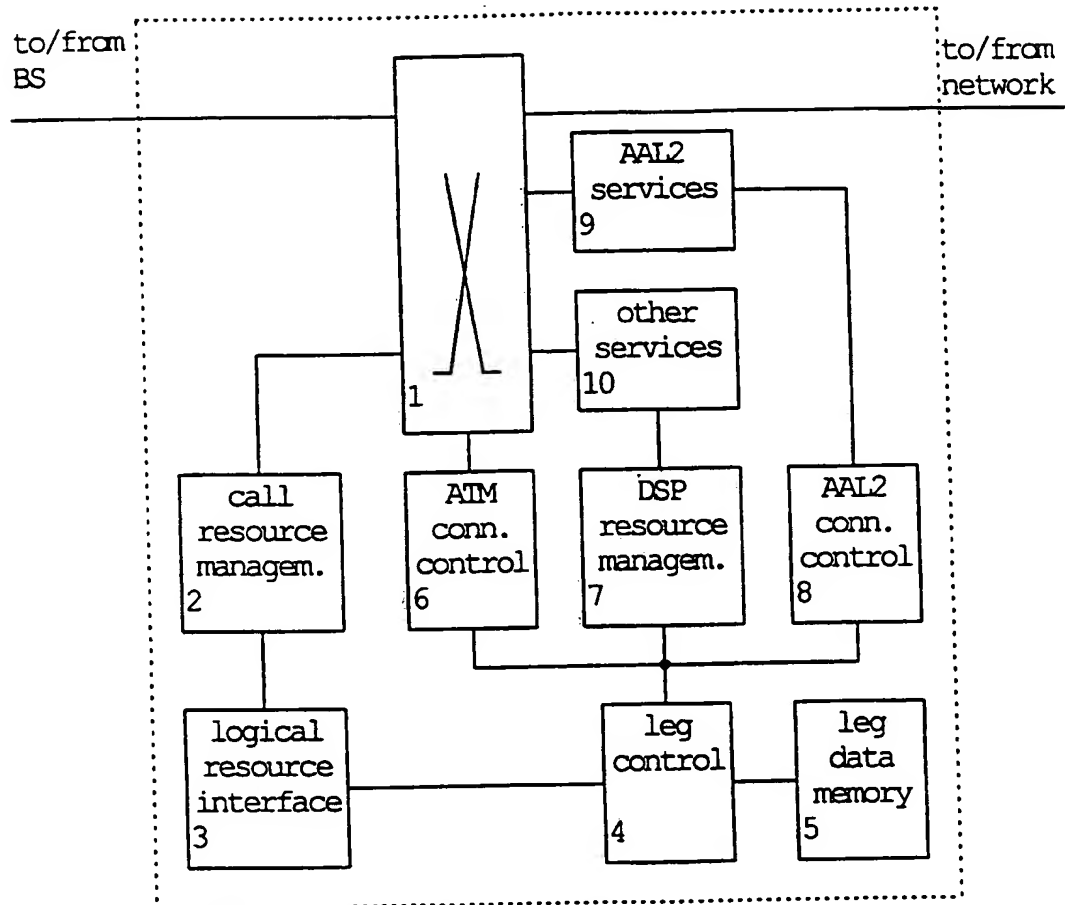 to/from
BS
to/from
network
AAL2
services
9
other
services
10
1
call
resource
managem.
2
ATM
conn.
control
6
DSP
resource
managem.
7
AAL2
conn.
control
8
logical
resource
interface
3
leg
control
4
leg
data
memory
5